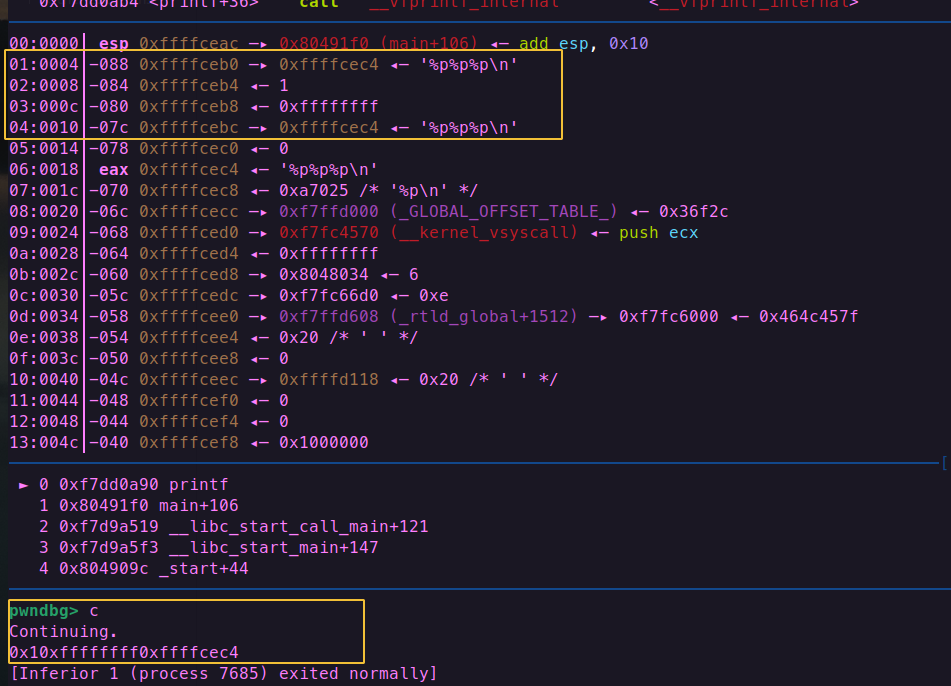 0xf7dd0ab4 <printf+36> call __vfprintf_internal <__vfprintf_internal>
00:0000│ esp 0xffffceac —▸ 0x80491f0 (main+106) ◂— add esp, 0x10
01:0004│-088 0xffffceb0 —▸ 0xffffcec4 ◂— '%p%p%p\n'
02:0008│-084 0xffffceb4 ◂— 1
03:000c│-080 0xffffceb8 ◂— 0xffffffff
04:0010│-07c 0xffffcebc —▸ 0xffffcec4 ◂— '%p%p%p\n'
05:0014│-078 0xffffcec0 ◂— 0
06:0018│ eax 0xffffcec4 ◂— '%p%p%p\n'
07:001c│-070 0xffffcec8 ◂— 0xa7025 /* '%p\n' */
08:0020│-06c 0xffffcecc —▸ 0xf7ffd000 (_GLOBAL_OFFSET_TABLE_) ◂— 0x36f2c
09:0024│-068 0xffffced0 —▸ 0xf7fc4570 (__kernel_vsyscall) ◂— push ecx
0a:0028│-064 0xffffced4 ◂— 0xffffffff
0b:002c│-060 0xffffced8 —▸ 0x8048034 ◂— 6
0c:0030│-05c 0xffffcedc —▸ 0xf7fc66d0 ◂— 0xe
0d:0034│-058 0xffffcee0 —▸ 0xf7ffd608 (_rtld_global+1512) —▸ 0xf7fc6000 ◂— 0x464c457f
0e:0038│-054 0xffffcee4 ◂— 0x20 /* ' ' */
0f:003c│-050 0xffffcee8 ◂— 0
10:0040│-04c 0xffffceec —▸ 0xffffd118 ◂— 0x20 /* ' ' */
11:0044│-048 0xffffcef0 ◂— 0
12:0048│-044 0xffffcef4 ◂— 0
13:004c│-040 0xffffcef8 ◂— 0x1000000
[
► 0 0xf7dd0a90 printf
1 0x80491f0 main+106
2 0xf7d9a519 __libc_start_call_main+121
3 0xf7d9a5f3 __libc_start_main+147
4 0x804909c _start+44
pwndbg> c
Continuing.
0x10xffffffff0xffffcec4
[Inferior 1 (process 7685) exited normally]